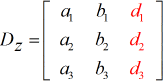 D_z = [ a₁ b₁ d₁
a₂ b₂ d₂
a₃ b₃ d₃ ]